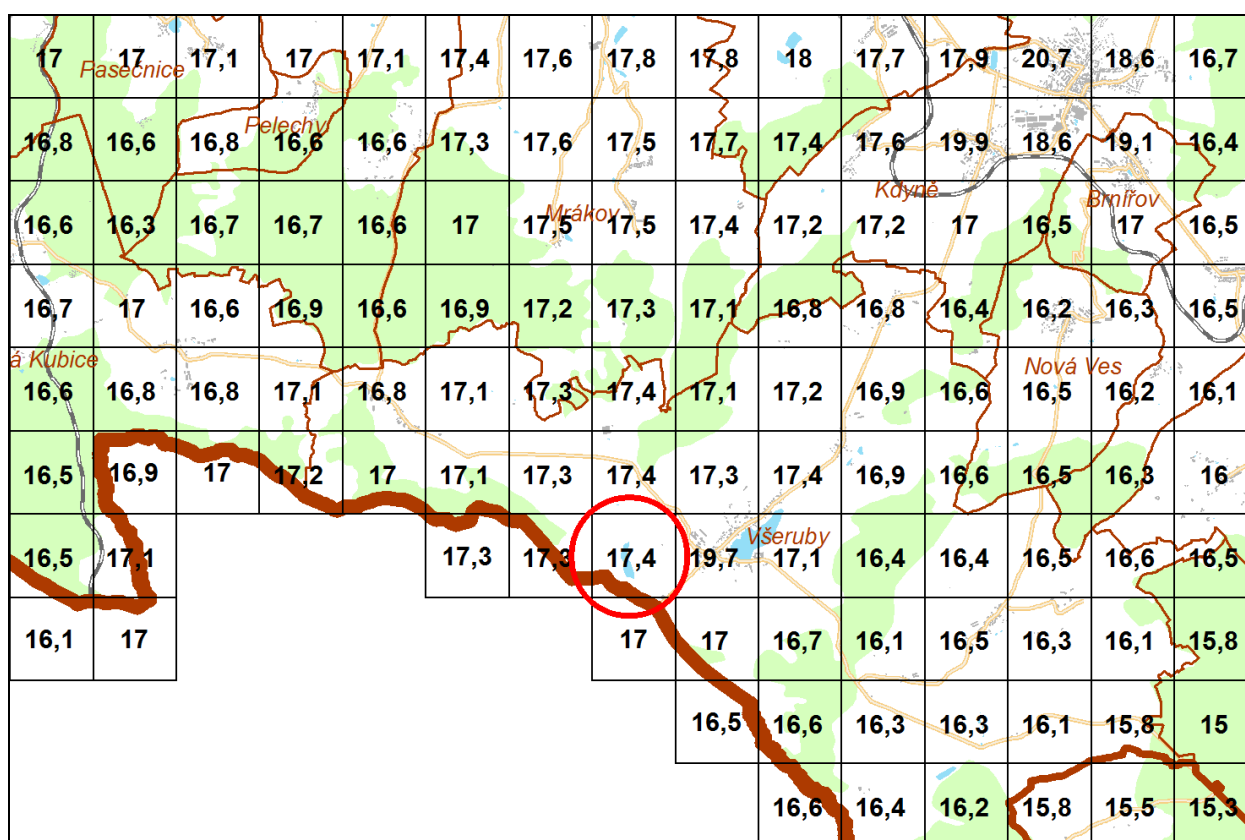 17 17 17,1 17 17,1 17,4 17,6 17,8 17,8 18 17,7 17,9 20,7 18,6 16,7
Pasečnice
Pelechy
16,8 16,6 16,8 16,6 16,6 17,3 17,6 17,5 17,7 17,4 17,6 19,9 18,6 19,1 16,4
Kdyně
Brnířov
Mrákov
16,6 16,3 16,7 16,7 16,6 17 17,5 17,5 17,4 17,2 17,2 17 16,5 17 16,5
16,7 17 16,6 16,9 16,6 16,9 17,2 17,3 17,1 16,8 16,8 16,4 16,2 16,3 16,5
á Kubice
Nová Ves
16,6 16,8 16,8 17,1 16,8 17,1 17,3 17,4 17,1 17,2 16,9 16,6 16,5 16,2 16,1
16,5 16,9 17 17,2 17 17,1 17,3 17,4 17,3 17,4 16,9 16,6 16,5 16,3 16
Všeruby
16,5 17,1 17,3 17,3 17,4 19,7 17,1 16,4 16,4 16,5 16,6 16,5
16,1 17 17 17 16,7 16,1 16,5 16,3 16,1 15,8
16,5 16,6 16,3 16,3 16,1 15,8 15
16,6 16,4 16,2 15,8 15,5 15,3